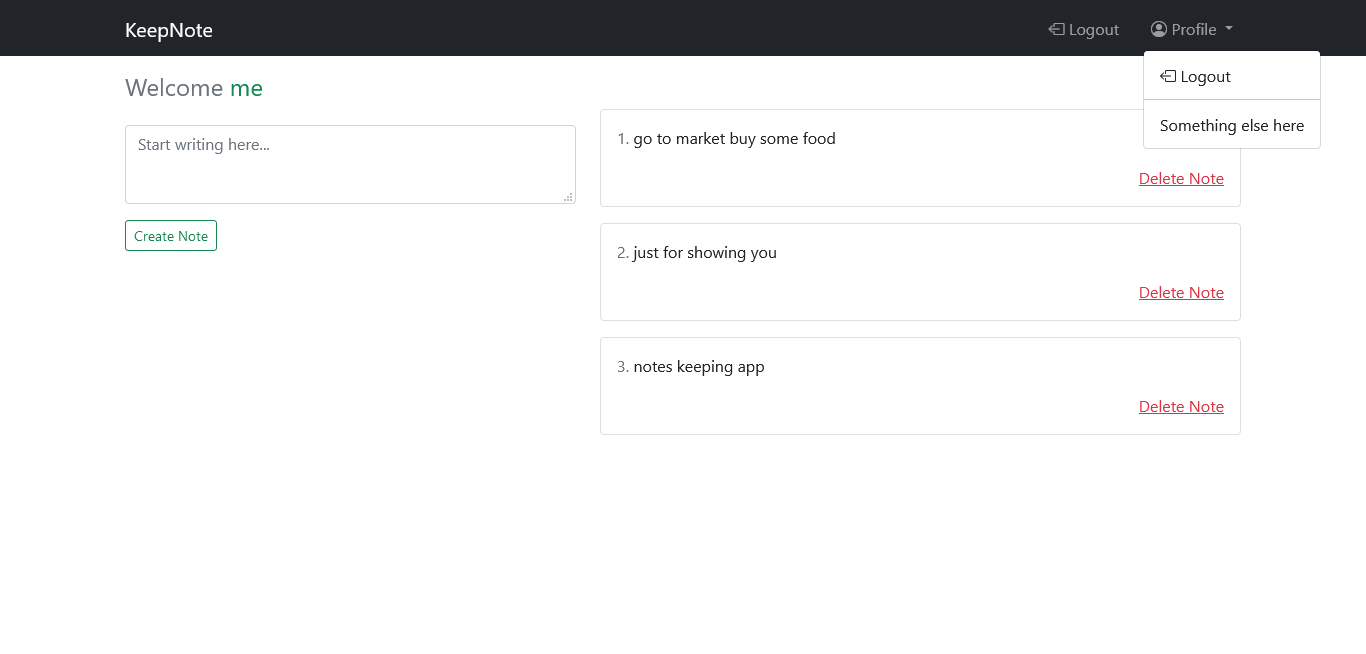 KeepNote
Logout
Profile
Logout
Something else here
Welcome me
Start writing here...
Create Note
1. go to market buy some food
Delete Note
2. just for showing you
Delete Note
3. notes keeping app
Delete Note